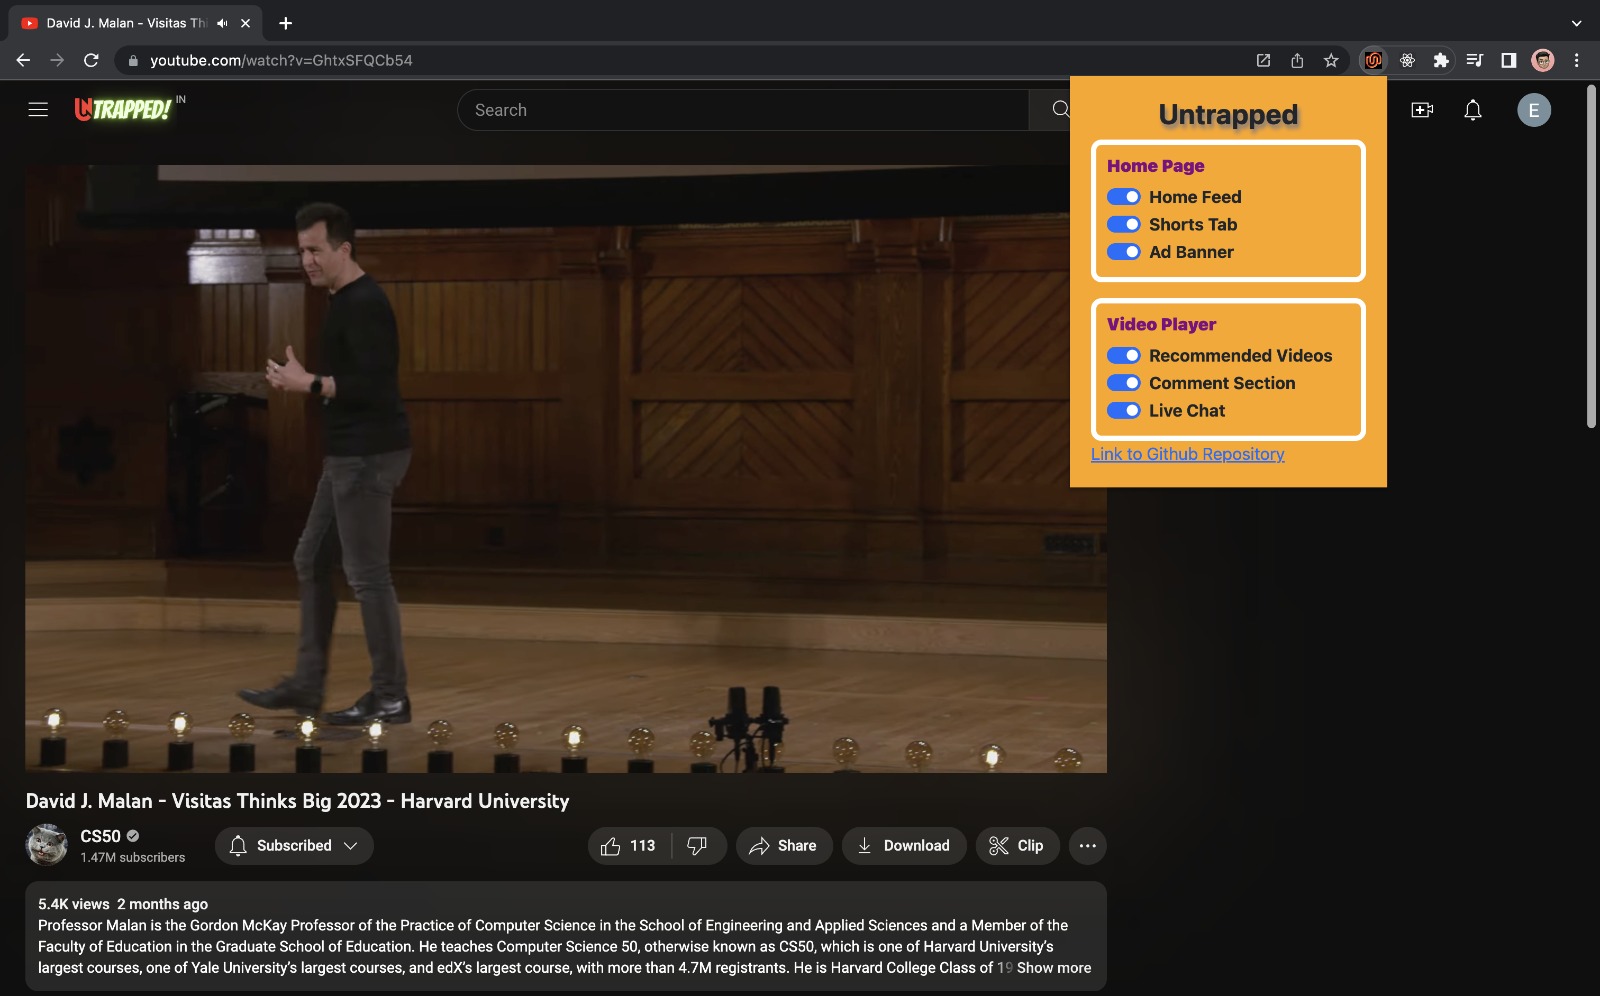 David J. Malan - Visitas Thi
youtube.com/watch?v=GhtxSFQCb54
UNTRAPPED! IN
Search
E
Untrapped
Home Page
Home Feed
Shorts Tab
Ad Banner
Video Player
Recommended Videos
Comment Section
Live Chat
Link to Github Repository
David J. Malan - Visitas Thinks Big 2023 - Harvard University
CS50
1.47M subscribers
Subscribed
113
Share
Download
Clip
5.4K views 2 months ago
Professor Malan is the Gordon McKay Professor of the Practice of Computer Science in the School of Engineering and Applied Sciences and a Member of the
Faculty of Education in the Graduate School of Education. He teaches Computer Science 50, otherwise known as CS50, which is one of Harvard University’s
largest courses, one of Yale University’s largest courses, and edX’s largest course, with more than 4.7M registrants. He is Harvard College Class of 19 Show more